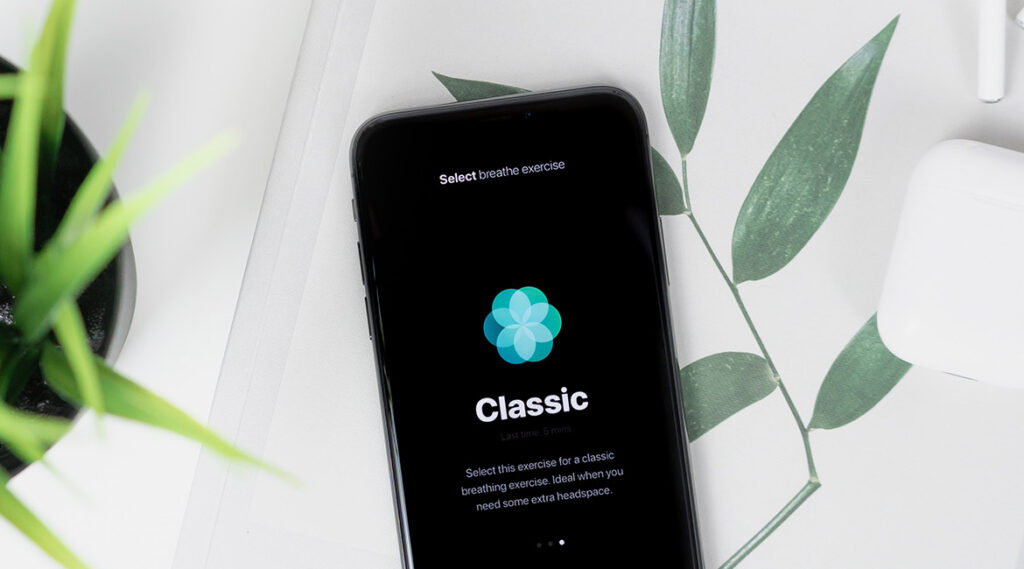 Select breathe exercise
Classic
Last time, 5 mins
Select this exercise for a classic
breathing exercise. Ideal when you
need some extra headspace.